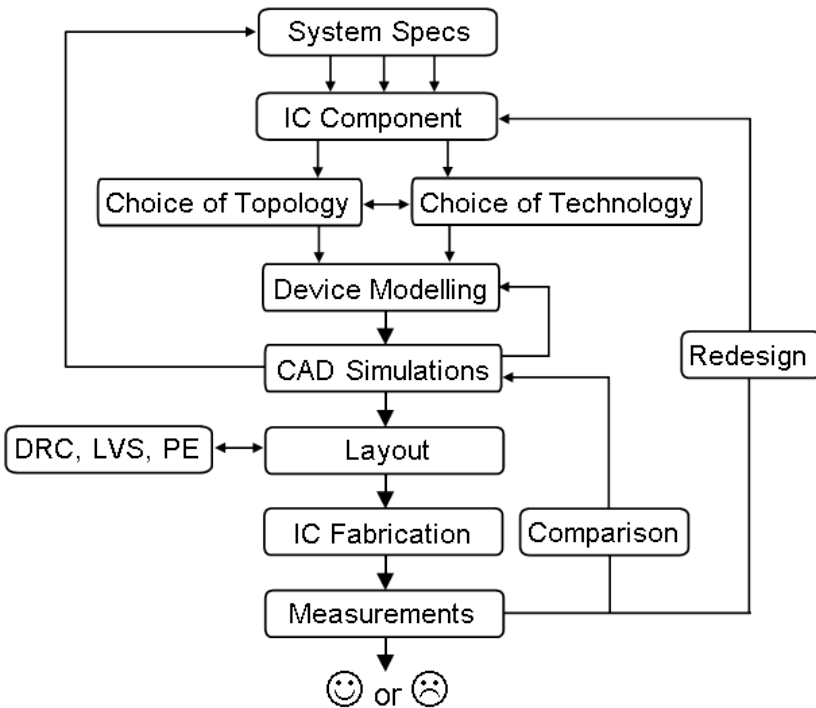 System Specs
IC Component
Choice of Topology
Choice of Technology
Device Modelling
Redesign
CAD Simulations
DRC, LVS, PE
Layout
IC Fabrication
Comparison
Measurements
or